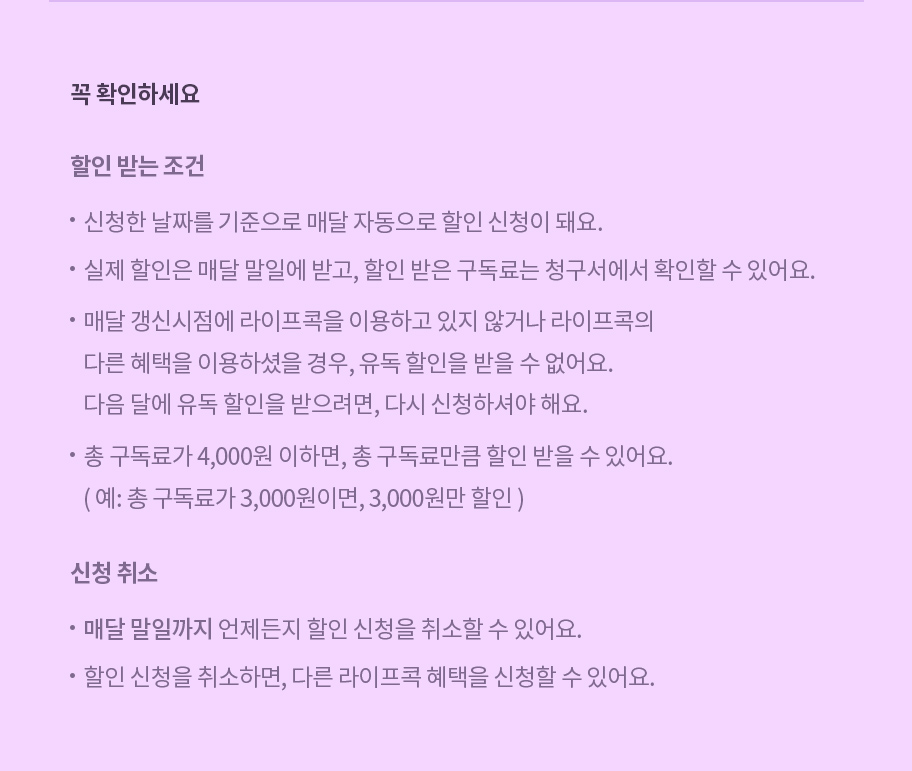 꼭 확인하세요
할인 받는 조건
• 신청한 날짜를 기준으로 매달 자동으로 할인 신청이 돼요.
• 실제 할인은 매달 말일에 받고, 할인 받은 구독료는 청구서에서 확인할 수 있어요.
• 매달 갱신시점에 라이프콕을 이용하고 있지 않거나 라이프콕의
다른 혜택을 이용하셨을 경우, 유독 할인을 받을 수 없어요.
다음 달에 유독 할인을 받으려면, 다시 신청하셔야 해요.
• 총 구독료가 4,000원 이하면, 총 구독료만큼 할인 받을 수 있어요.
( 예: 총 구독료가 3,000원이면, 3,000원만 할인 )
신청 취소
• 매달 말일까지 언제든지 할인 신청을 취소할 수 있어요.
• 할인 신청을 취소하면, 다른 라이프콕 혜택을 신청할 수 있어요.